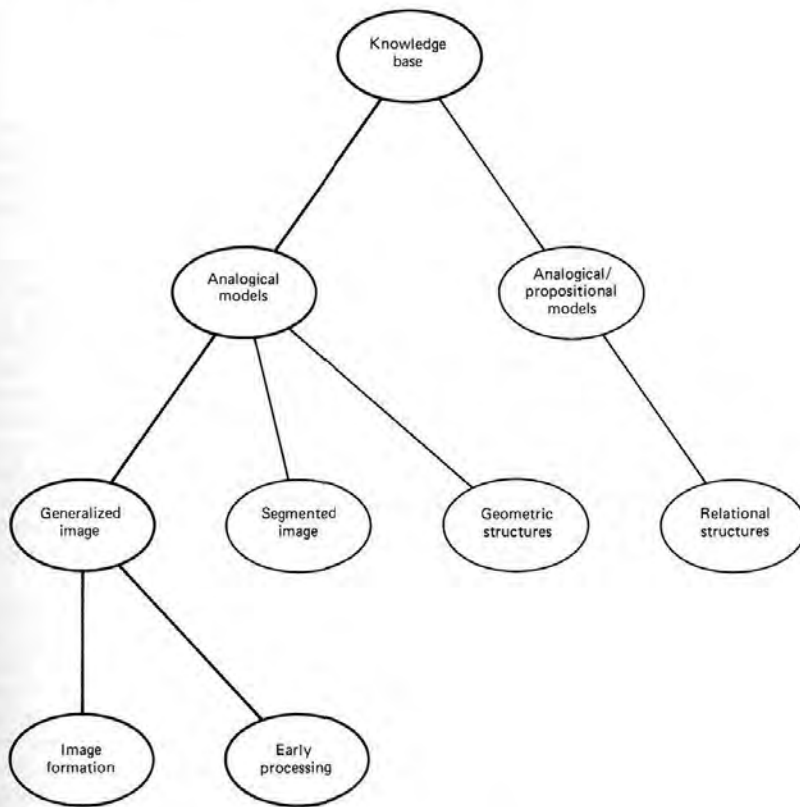 Knowledge
base
Analogical
models
Analogical/
propositional
models
Generalized
image
Segmented
image
Geometric
structures
Relational
structures
Image
formation
Early
processing